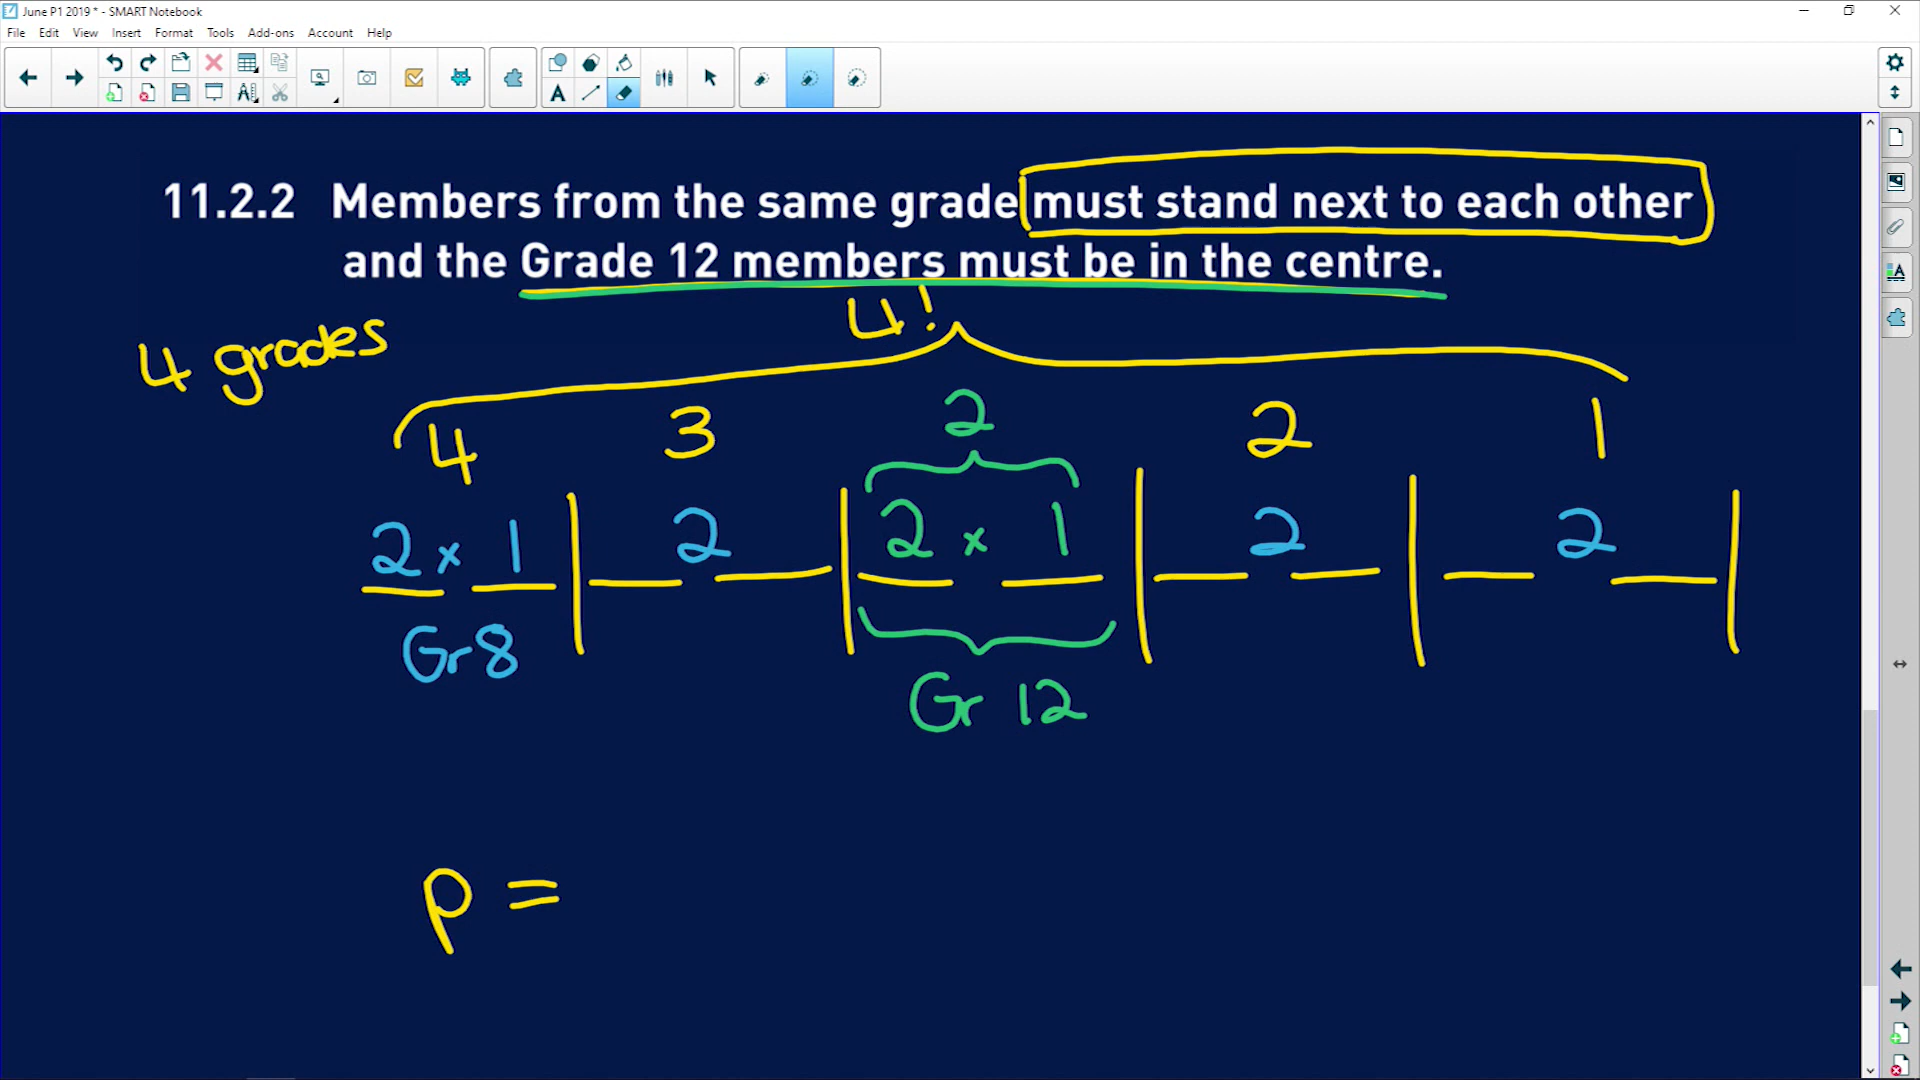 June P1 2019 * - SMART Notebook
File Edit View Insert Format Tools Add-ons Account Help
11.2.2 Members from the same grade must stand next to each other
and the Grade 12 members must be in the centre.
4!
4 grades
4 3 2 2 1
2 × 1 2 2 × 1 2 2
Gr 8
Gr 12
P =